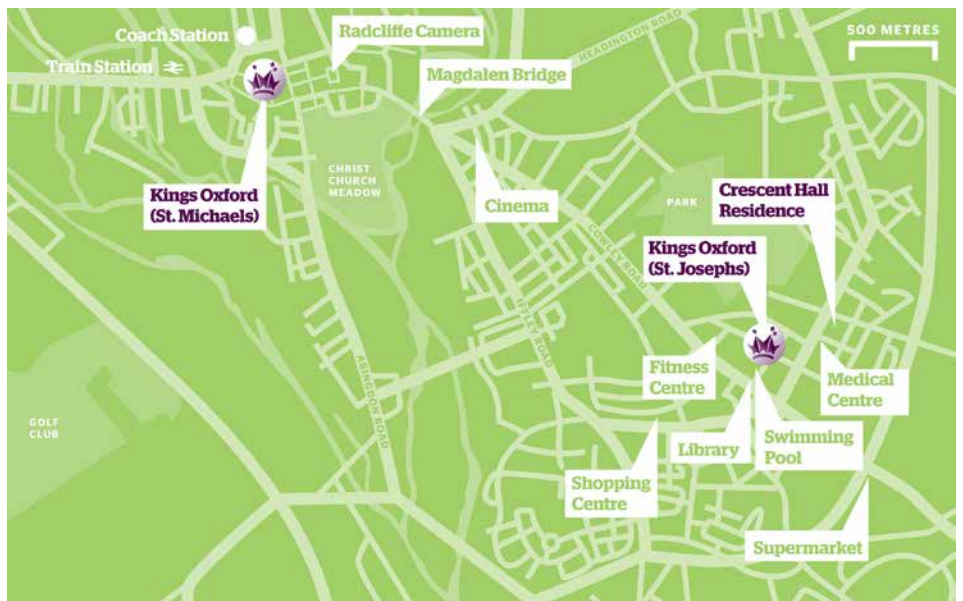 Coach Station
Radcliffe Camera
500 METRES
HEADINGTON ROAD
Train Station
Magdalen Bridge
CHRIST
CHURCH
MEADOW
Kings Oxford
(St. Michaels)
Cinema
PARK
Crescent Hall
Residence
COWLEY ROAD
Kings Oxford
(St. Josephs)
IFFLEY ROAD
ABINGDON ROAD
Fitness
Centre
Medical
Centre
GOLF
CLUB
Library
Swimming
Pool
Shopping
Centre
Supermarket